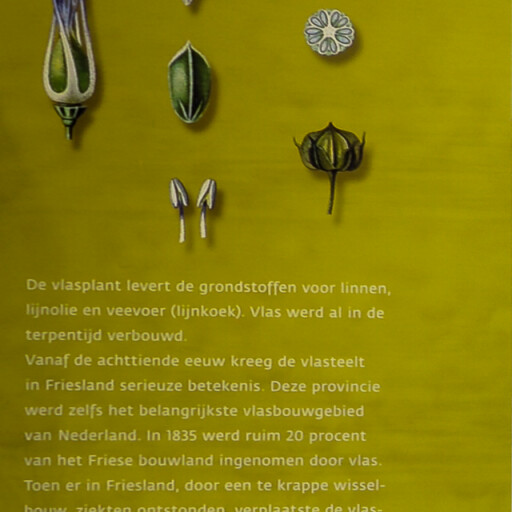 De vlasplant levert de grondstoffen voor linnen,
lijnolie en veevoer (lijnkoek). Vlas werd al in de
terpentijd verbouwd.
Vanaf de achttiende eeuw kreeg de vlasteelt
in Friesland serieuze betekenis. Deze provincie
werd zelfs het belangrijkste vlasbouwgebied
van Nederland. In 1835 werd ruim 20 procent
van het Friese bouwland ingenomen door vlas.
Toen er in Friesland, door een te krappe wissel-
bouw, ziekten ontstonden, verplaatste de vlas-